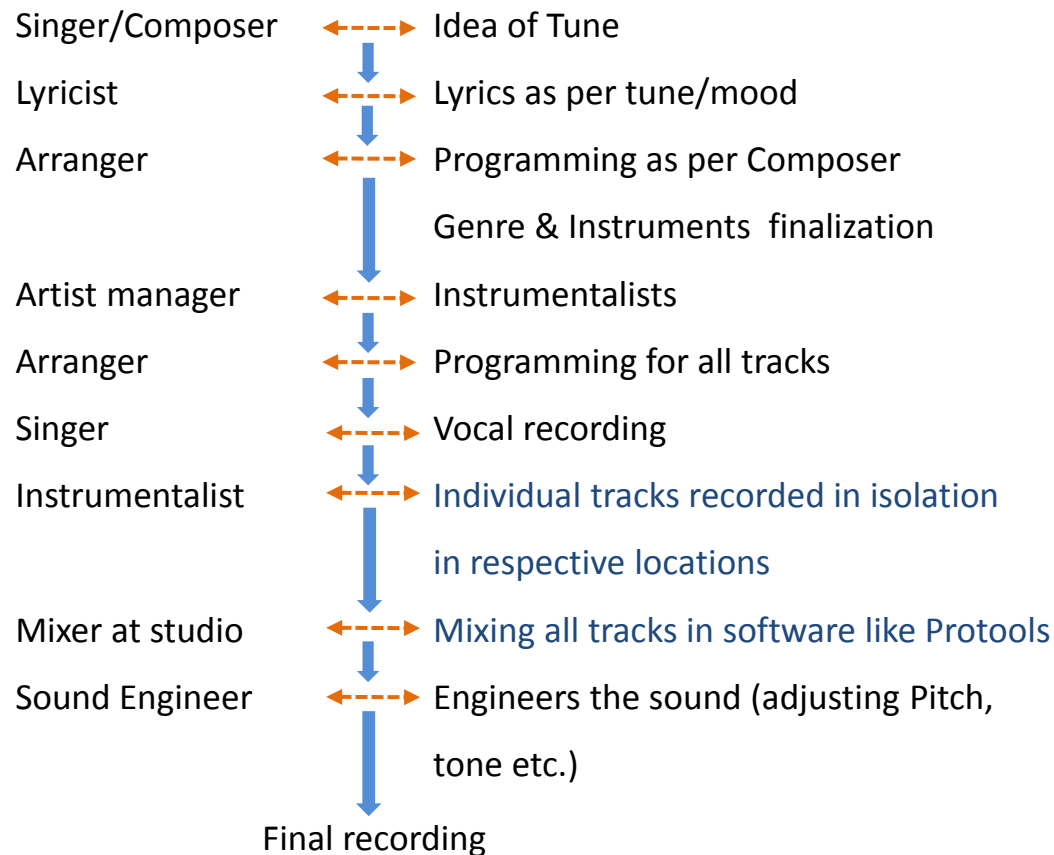 Singer/Composer Idea of Tune
Lyricist Lyrics as per tune/mood
Arranger Programming as per Composer
Genre & Instruments finalization
Artist manager Instrumentalists
Arranger Programming for all tracks
Singer Vocal recording
Instrumentalist Individual tracks recorded in isolation
in respective locations
Mixer at studio Mixing all tracks in software like Protools
Sound Engineer Engineers the sound (adjusting Pitch,
tone etc.)
Final recording